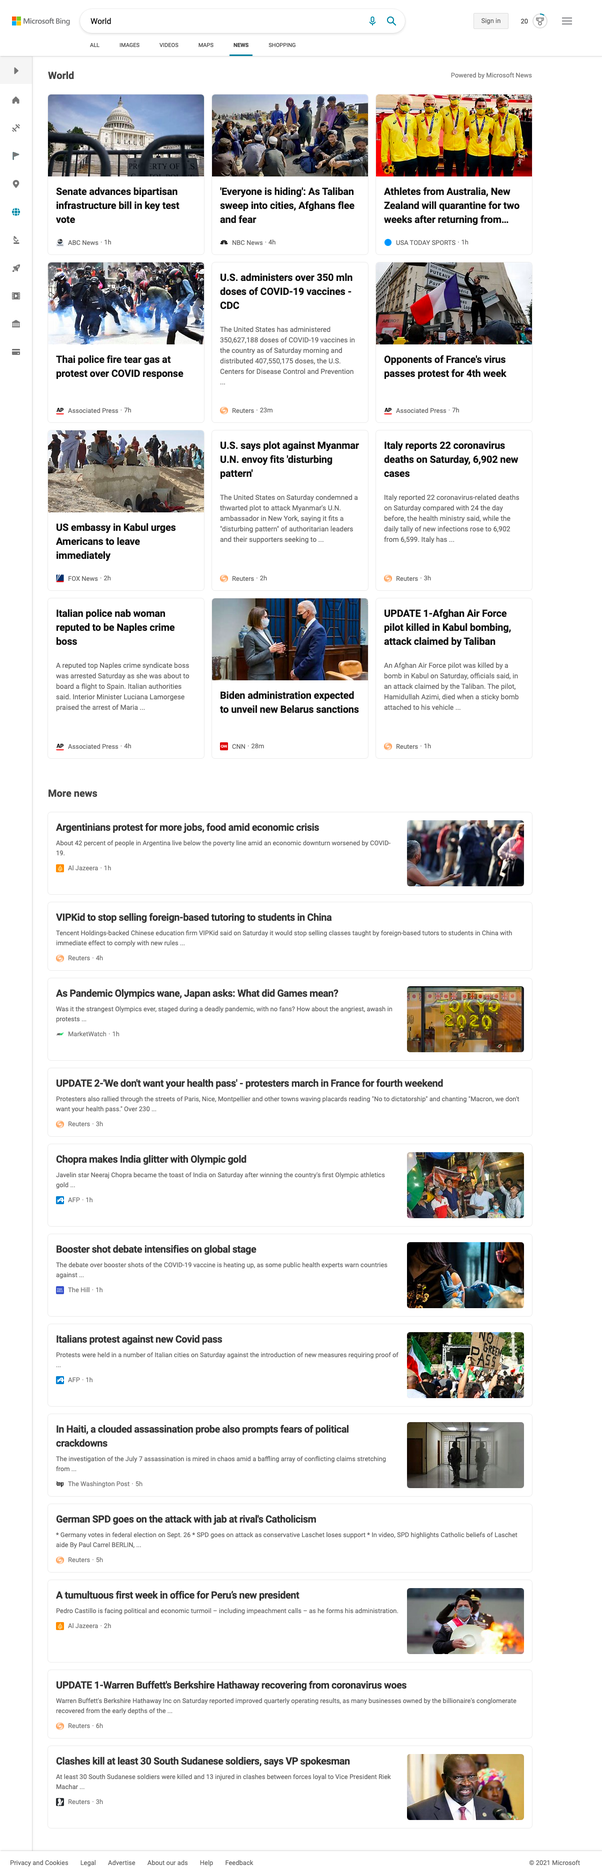 Microsoft Bing
World
Sign in
20
ALL IMAGES VIDEOS MAPS NEWS SHOPPING
World
Powered by Microsoft News
Senate advances bipartisan
infrastructure bill in key test
vote
ABC News · 1h
'Everyone is hiding': As Taliban
sweep into cities, Afghans flee
and fear
NBC News · 4h
Athletes from Australia, New
Zealand will quarantine for two
weeks after returning from...
USA TODAY SPORTS · 1h
Thai police fire tear gas at
protest over COVID response
AP Associated Press · 7h
U.S. administers over 350 mln
doses of COVID-19 vaccines -
CDC
The United States has administered
350,627,188 doses of COVID-19 vaccines in
the country as of Saturday morning and
distributed 407,550,175 doses, the U.S.
Centers for Disease Control and Prevention
...
Reuters · 23m
Opponents of France's virus
passes protest for 4th week
AP Associated Press · 7h
US embassy in Kabul urges
Americans to leave
immediately
FOX News · 2h
U.S. says plot against Myanmar
U.N. envoy fits 'disturbing
pattern'
The United States on Saturday condemned a
thwarted plot to attack Myanmar's U.N.
ambassador in New York, saying it fits a
"disturbing pattern" of authoritarian leaders
and their supporters seeking to ...
Reuters · 2h
Italy reports 22 coronavirus
deaths on Saturday, 6,902 new
cases
Italy reported 22 coronavirus-related deaths
on Saturday compared with 24 the day
before, the health ministry said, while the
daily tally of new infections rose to 6,902
from 6,599. Italy has ...
Reuters · 3h
Italian police nab woman
reputed to be Naples crime
boss
A reputed top Naples crime syndicate boss
was arrested Saturday as she was about to
board a flight to Spain. Italian authorities
said. Interior Minister Luciana Lamorgese
praised the arrest of Maria ...
AP Associated Press · 4h
Biden administration expected
to unveil new Belarus sanctions
CNN · 28m
UPDATE 1-Afghan Air Force
pilot killed in Kabul bombing,
attack claimed by Taliban
An Afghan Air Force pilot was killed by a
bomb in Kabul on Saturday, officials said, in
an attack claimed by the Taliban. The pilot,
Hamidullah Azimi, died when a sticky bomb
attached to his vehicle ...
Reuters · 1h
More news
Argentinians protest for more jobs, food amid economic crisis
About 42 percent of people in Argentina live below the poverty line amid an economic downturn worsened by COVID-
19.
Al Jazeera · 1h
VIPKid to stop selling foreign-based tutoring to students in China
Tencent Holdings-backed Chinese education firm VIPKid said on Saturday it would stop selling classes taught by foreign-based tutors to students in China with
immediate effect to comply with new rules ...
Reuters · 4h
As Pandemic Olympics wane, Japan asks: What did Games mean?
Was it the strangest Olympics ever, staged during a deadly pandemic, with no fans? How about the angriest, awash in
protests ...
MarketWatch · 1h
TOKYO
2020
UPDATE 2-'We don't want your health pass' - protesters march in France for fourth weekend
Protesters also rallied through the streets of Paris, Nice, Montpellier and other towns waving placards reading "No to dictatorship" and chanting "Macron, we don't
want your health pass." Over 230 ...
Reuters · 3h
Chopra makes India glitter with Olympic gold
Javelin star Neeraj Chopra became the toast of India on Saturday after winning the country's first Olympic athletics
gold ...
AFP · 1h
Booster shot debate intensifies on global stage
The debate over booster shots of the COVID-19 vaccine is heating up, as some public health experts warn countries
against ...
The Hill · 1h
Italians protest against new Covid pass
Protests were held in a number of Italian cities on Saturday against the introduction of new measures requiring proof of
...
AFP · 1h
NO
GREEN
PASS
In Haiti, a clouded assassination probe also prompts fears of political
crackdowns
The investigation of the July 7 assassination is mired in chaos amid a baffling array of conflicting claims stretching
from ...
wp The Washington Post · 5h
German SPD goes on the attack with jab at rival's Catholicism
* Germany votes in federal election on Sept. 26 * SPD goes on attack as conservative Laschet loses support * In video, SPD highlights Catholic beliefs of Laschet
aide By Paul Carrel BERLIN, ...
Reuters · 5h
A tumultuous first week in office for Peru's new president
Pedro Castillo is facing political and economic turmoil – including impeachment calls – as he forms his administration.
Al Jazeera · 2h
UPDATE 1-Warren Buffett's Berkshire Hathaway recovering from coronavirus woes
Warren Buffett's Berkshire Hathaway Inc on Saturday reported improved quarterly operating results, as many businesses owned by the billionaire's conglomerate
recovered from the early depths of the ...
Reuters · 6h
Clashes kill at least 30 South Sudanese soldiers, says VP spokesman
At least 30 South Sudanese soldiers were killed and 13 injured in clashes between forces loyal to Vice President Riek
Machar ...
Reuters · 3h
Privacy and Cookies Legal Advertise About our ads Help Feedback
© 2021 Microsoft